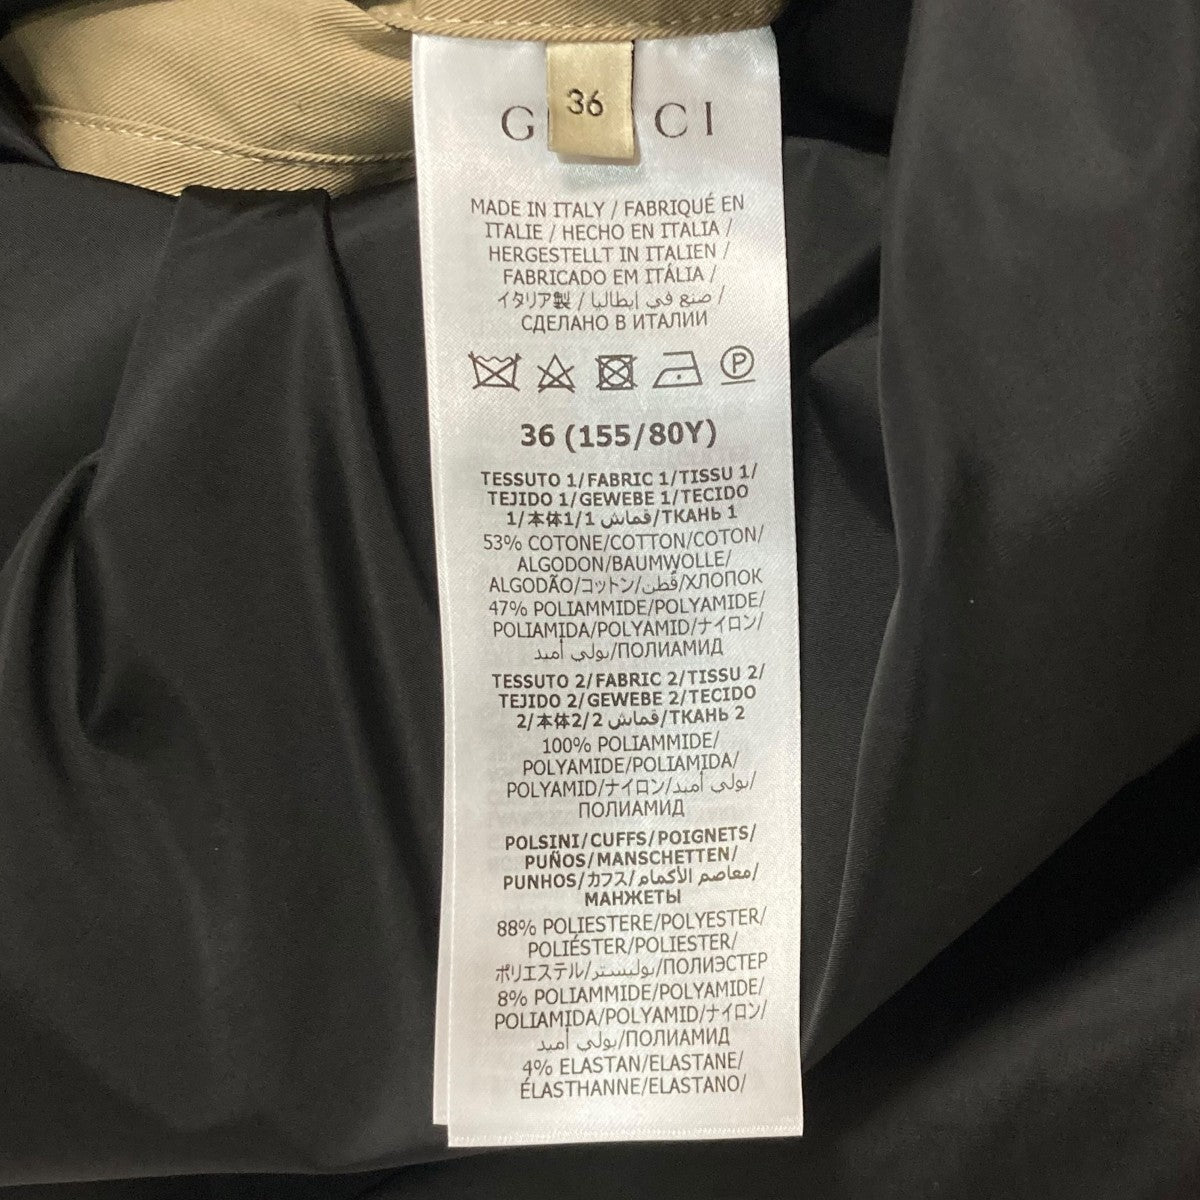 36
G CCI
MADE IN ITALY / FABRIQUÉ EN
ITALIE / HECHO EN ITALIA /
HERGESTELLT IN ITALIEN /
FABRICADO EM ITÁLIA /
イタリア製 / صنع في إيطاليا /
СДЕЛАНО В ИТАЛИИ
P
36 (155/80Y)
TESSUTO 1/FABRIC 1/TISSU 1/
TEJIDO 1/GEWEBE 1/TECIDO
1/本体1/1 قماش/ТКАНЬ 1
53% COTONE/COTTON/COTON/
ALGODON/BAUMWOLLE/
ALGODÃO/コットン/قطن/ХЛОПОК
47% POLIAMMIDE/POLYAMIDE/
POLIAMIDA/POLYAMID/ナイロン/
بولي أميد/ПОЛИАМИД
TESSUTO 2/FABRIC 2/TISSU 2/
TEJIDO 2/GEWEBE 2/TECIDO
2/本体2/2 قماش/ТКАНЬ 2
100% POLIAMMIDE/
POLYAMIDE/POLIAMIDA/
POLYAMID/ナイロン/بولي أميد/
ПОЛИАМИД
POLSINI/CUFFS/POIGNETS/
PUÑOS/MANSCHETTEN/
PUNHOS/カフス/معاصم الأكمام/
МАНЖЕТЫ
88% POLIESTERE/POLYESTER/
POLIÉSTER/POLIESTER/
ポリエステル/بوليستر/ПОЛИЭСТЕР
8% POLIAMMIDE/POLYAMIDE/
POLIAMIDA/POLYAMID/ナイロン/
بولي أميد/ПОЛИАМИД
4% ELASTAN/ELASTANE/
ÉLASTHANNE/ELASTANO/